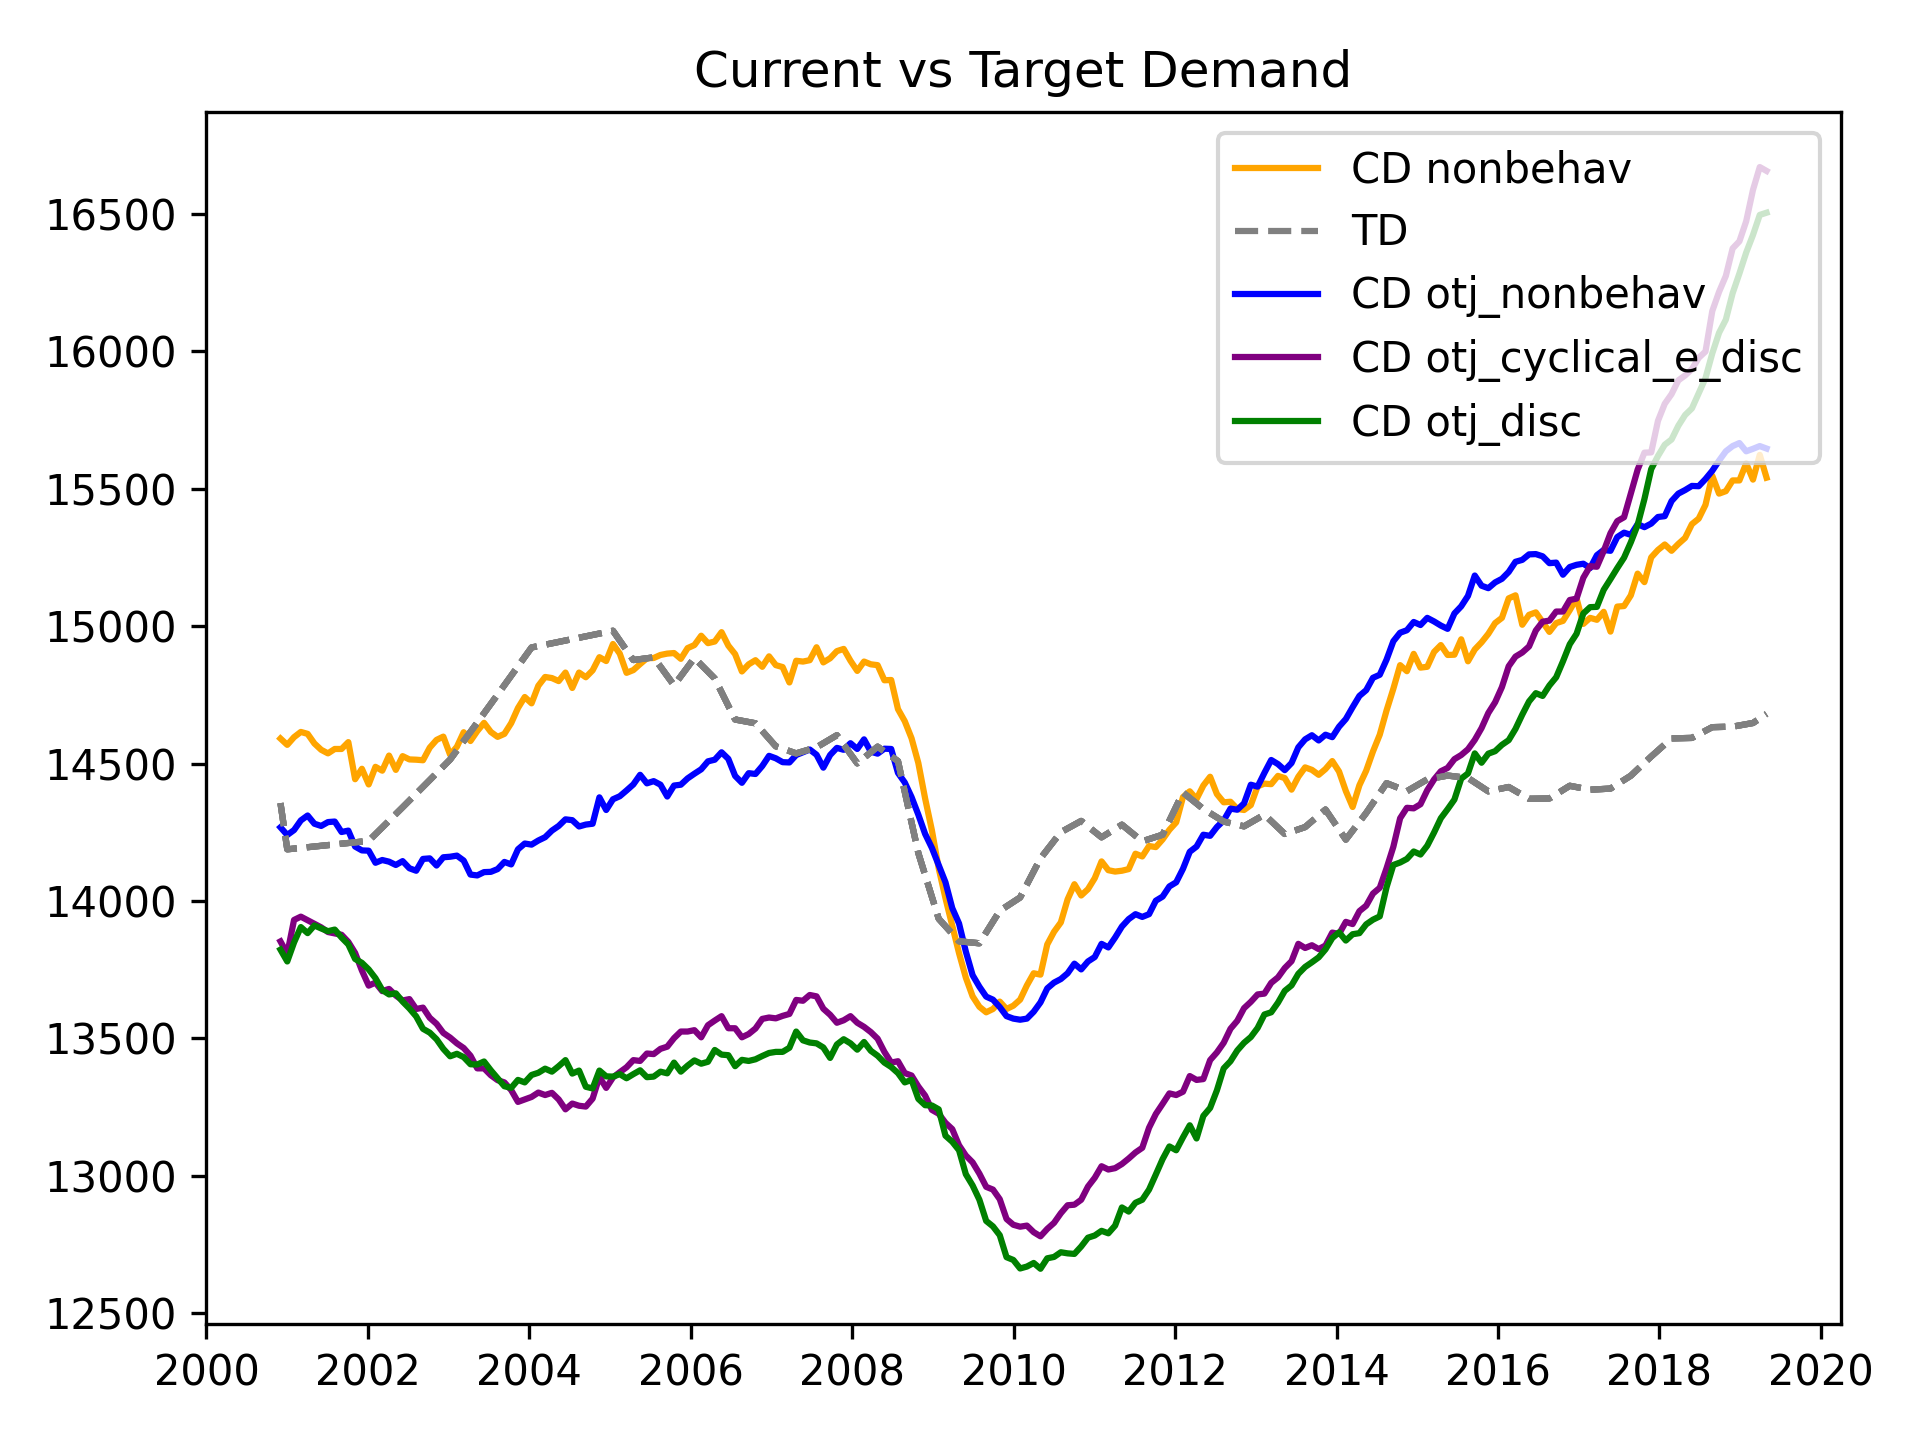 Current vs Target Demand
CD nonbehav
TD
CD otj_nonbehav
CD otj_cyclical_e_disc
CD otj_disc
16500
16000
15500
15000
14500
14000
13500
13000
12500
2000 2002 2004 2006 2008 2010 2012 2014 2016 2018 2020